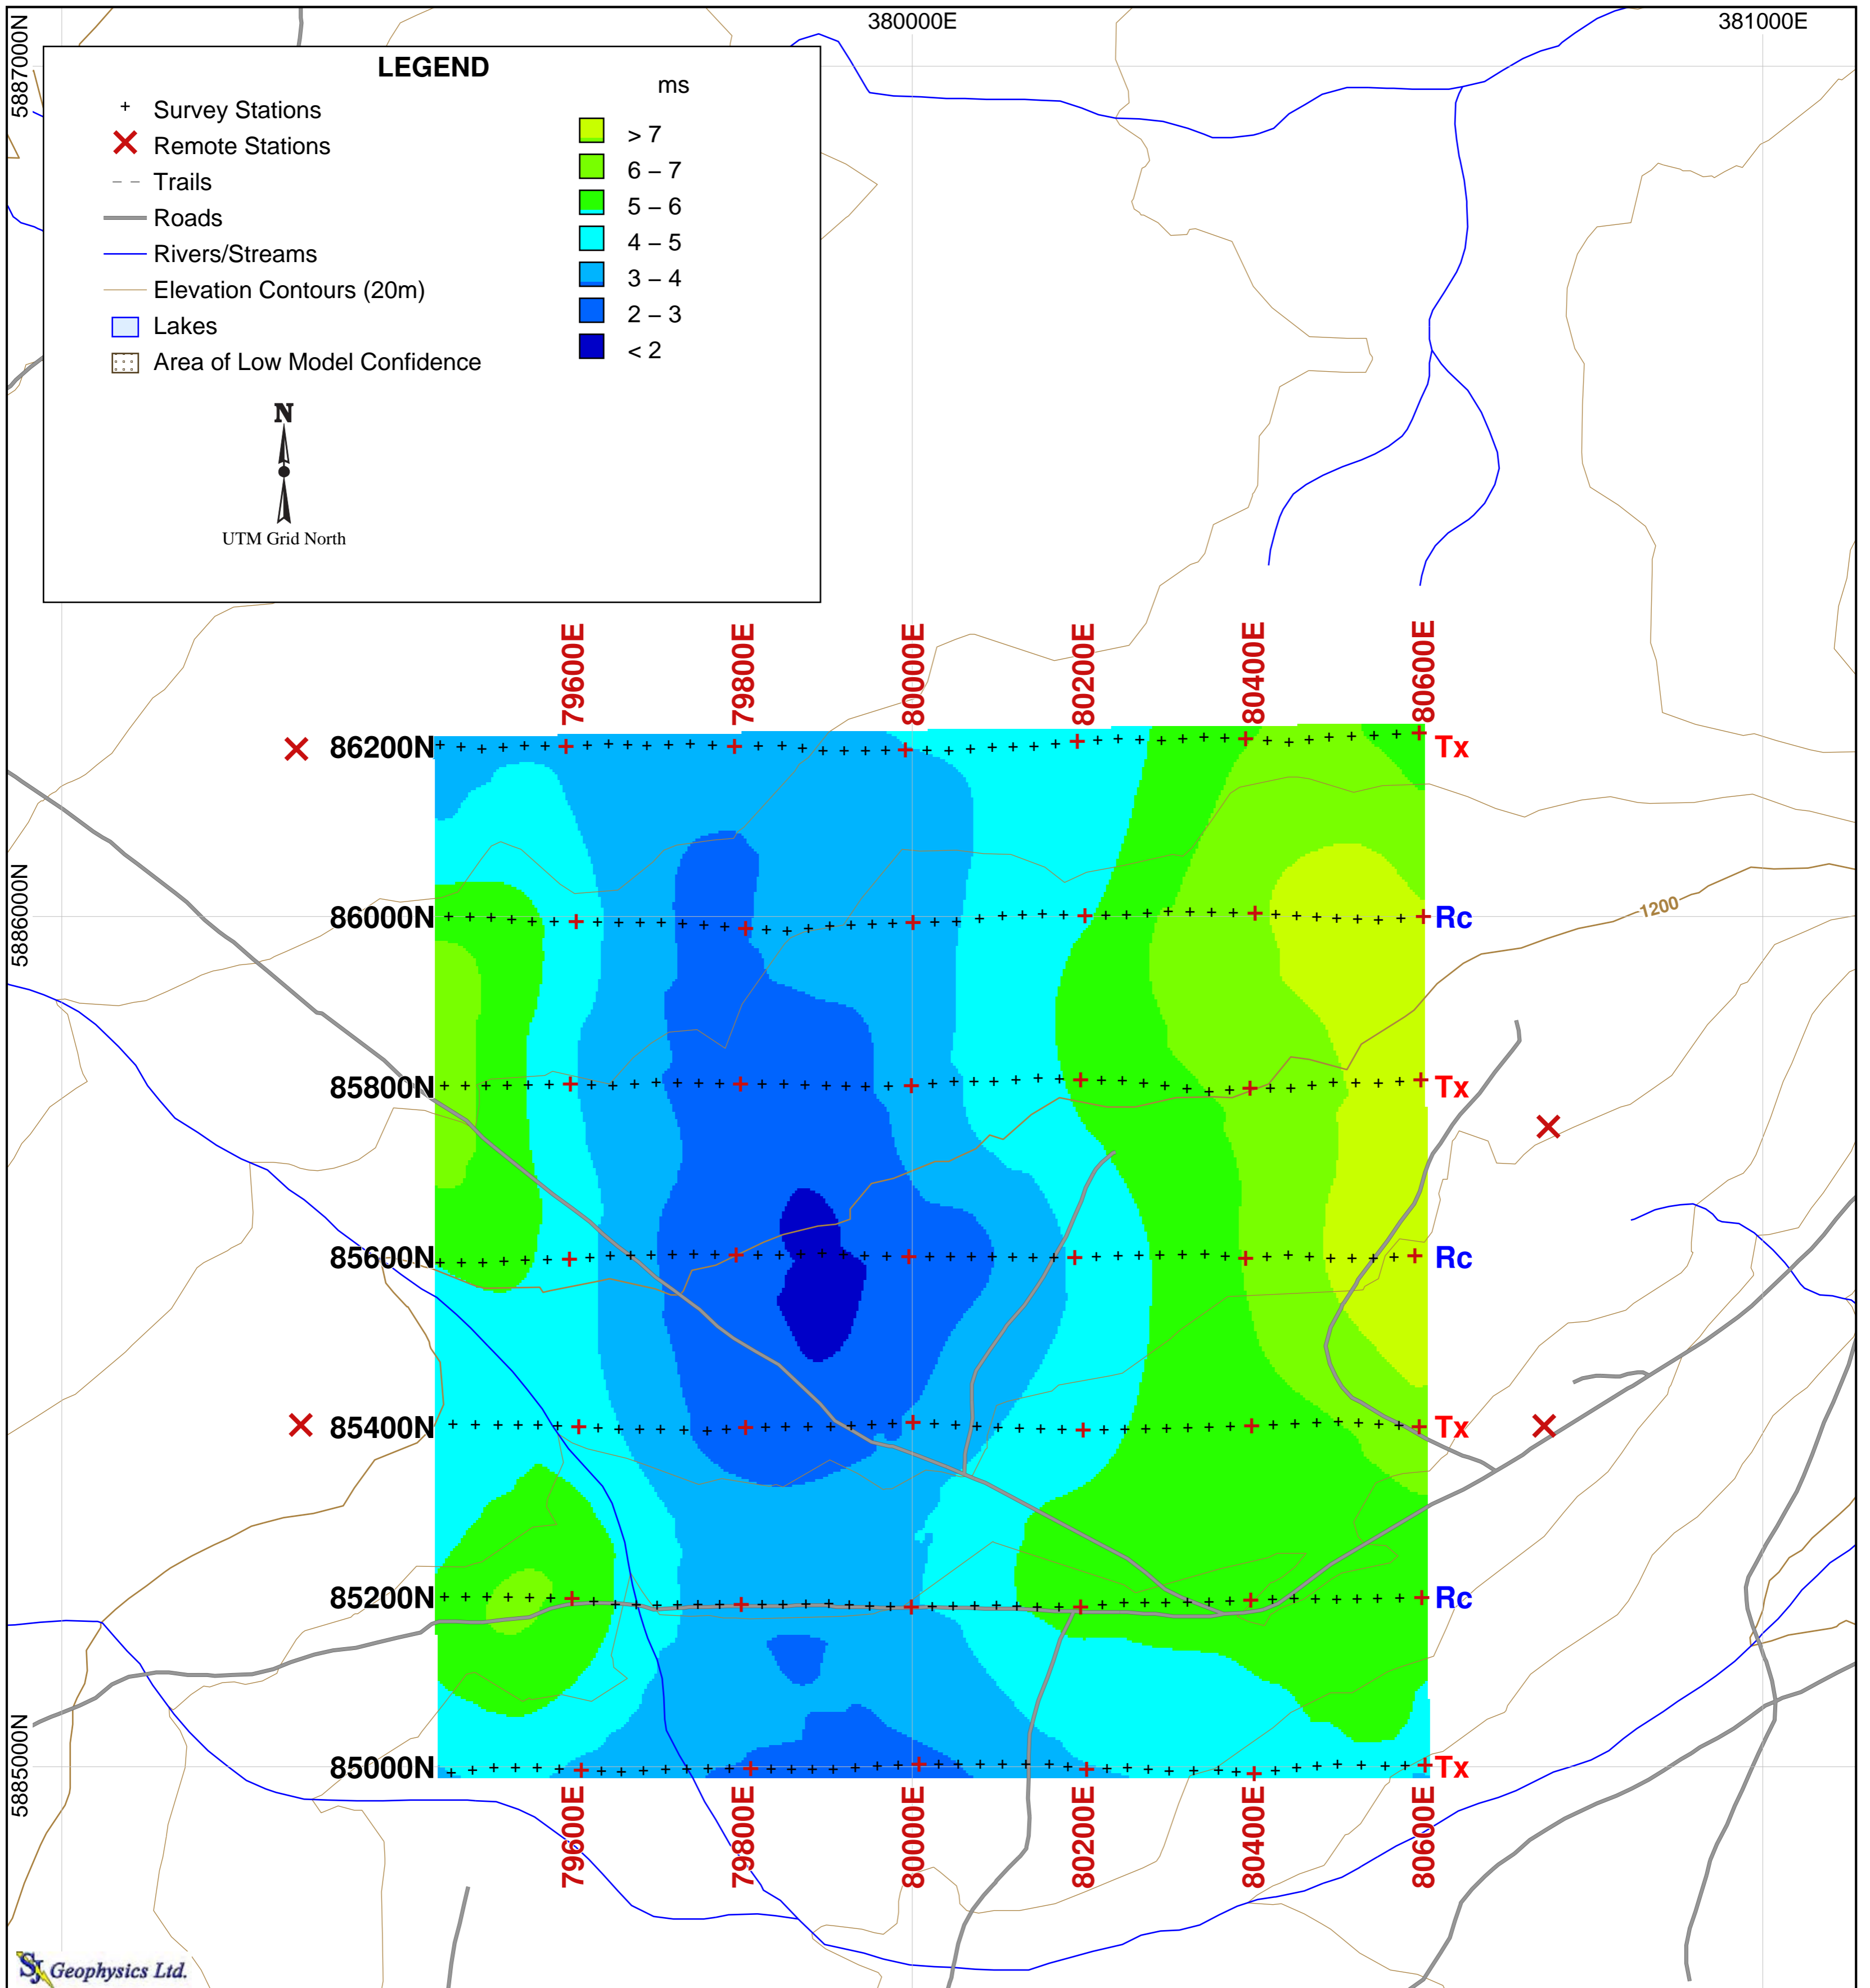 380000E
381000E
5887000N
LEGEND
ms
Survey Stations
Remote Stations
Trails
Roads
Rivers/Streams
Elevation Contours (20m)
Lakes
Area of Low Model Confidence
> 7
6 – 7
5 – 6
4 – 5
3 – 4
2 – 3
< 2
N
UTM Grid North
79600E
79800E
80000E
80200E
80400E
80600E
86200N
Tx
5886000N
86000N
Rc
1200
85800N
Tx
85600N
Rc
85400N
Tx
85200N
Rc
5885000N
85000N
Tx
79600E
79800E
80000E
80200E
80400E
80600E
SJ Geophysics Ltd.